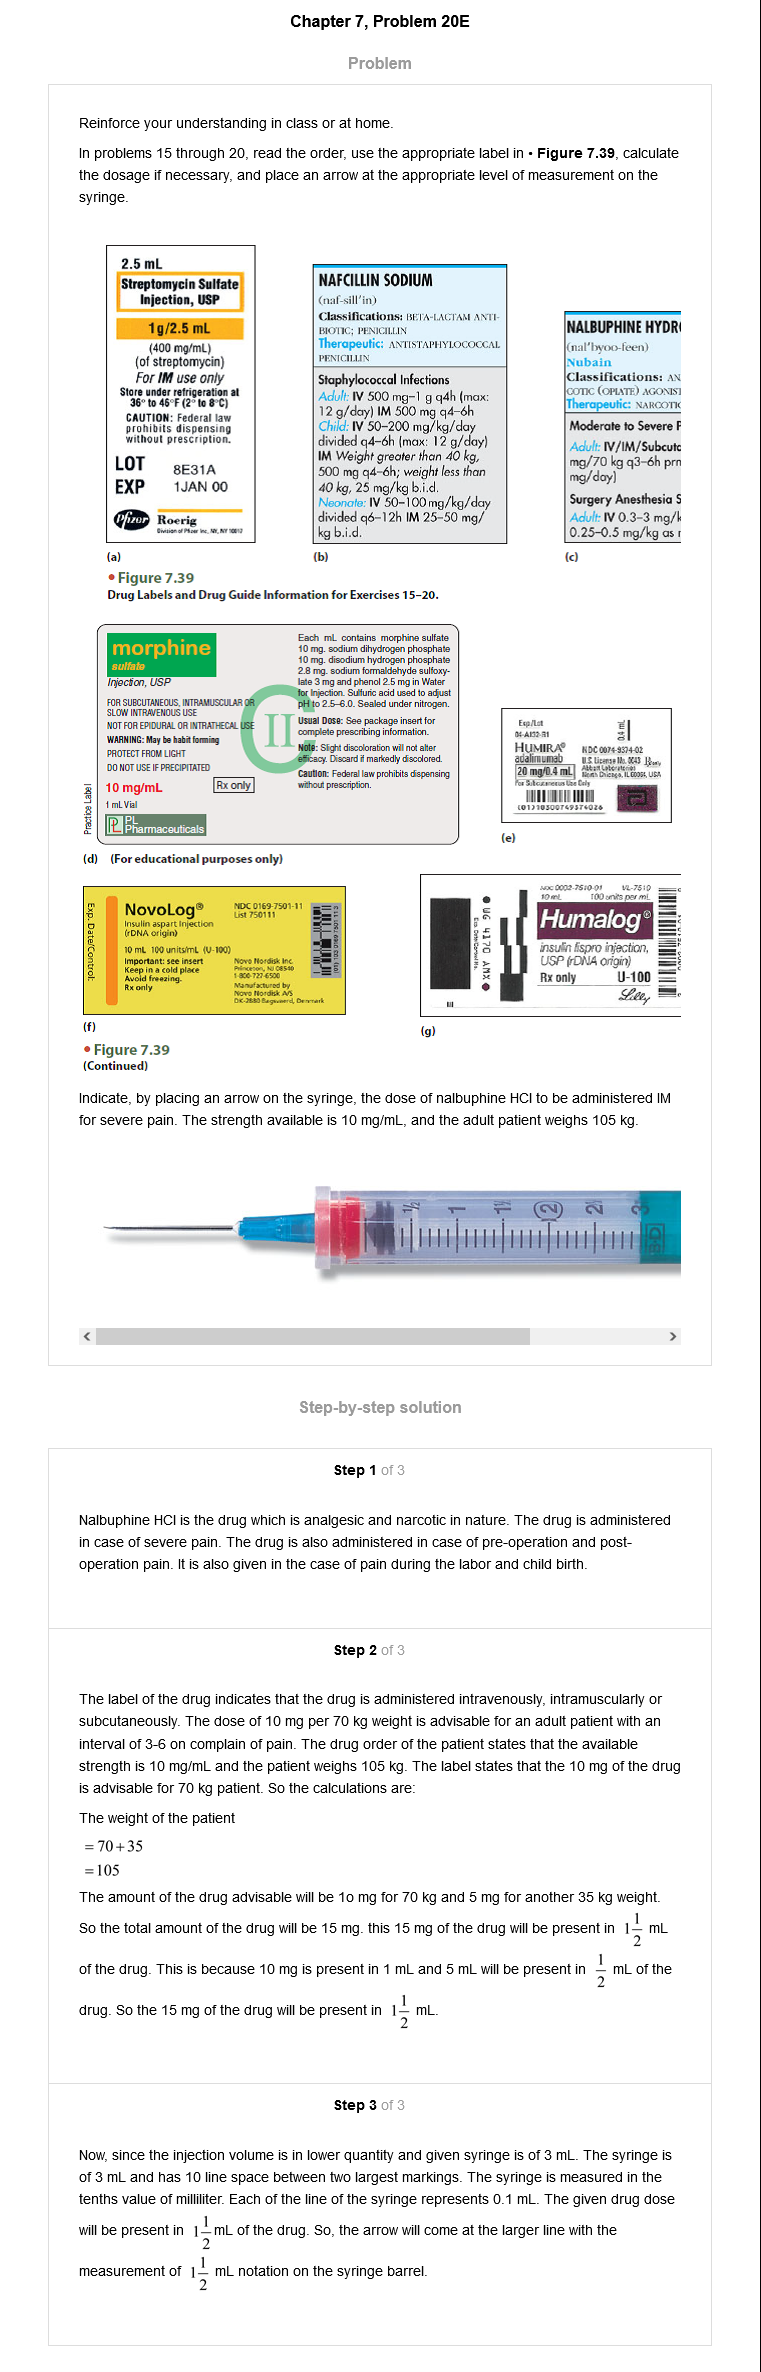 Chapter 7, Problem 20E
Problem
Reinforce your understanding in class or at home.
In problems 15 through 20, read the order, use the appropriate label in • Figure 7.39, calculate
the dosage if necessary, and place an arrow at the appropriate level of measurement on the
syringe.
2.5 mL
Streptomycin Sulfate
Injection, USP
1g/2.5 mL
(400 mg/mL)
(of streptomycin)
For IM use only
Store under refrigeration at
36° to 46°F (2° to 8°C)
CAUTION: Federal law
prohibits dispensing
without prescription.
LOT 8E31A
EXP 1JAN 00
Pfizer Roerig
Division of Pfizer Inc, NY, NY 10017
(a)
NAFCILLIN SODIUM
(naf-sill'in)
Classifications: BETA-LACTAM ANTI-
BIOTIC; PENICILLIN
Therapeutic: ANTISTAPHYLOCOCCAL
PENICILLIN
Staphylococcal Infections
Adult: IV 500 mg–1 g q4h (max:
12 g/day) IM 500 mg q4–6h
Child: IV 50–200 mg/kg/day
divided q4–6h (max: 12 g/day)
IM Weight greater than 40 kg,
500 mg q4–6h; weight less than
40 kg, 25 mg/kg b.i.d.
Neonate: IV 50–100 mg/kg/day
divided q6–12h IM 25–50 mg/
kg b.i.d.
(b)
NALBUPHINE HYDR
(nal'byoo-feen)
Nubain
Classifications: AN
COTIC (OPIATE) AGONIST
Therapeutic: NARCOTIC
Moderate to Severe P
Adult: IV/IM/Subcuta
mg/70 kg q3–6h prn
mg/day)
Surgery Anesthesia S
Adult: IV 0.3–3 mg/k
0.25–0.5 mg/kg as r
(c)
• Figure 7.39
Drug Labels and Drug Guide Information for Exercises 15–20.
morphine
sulfate
Injection, USP
FOR SUBCUTANEOUS, INTRAMUSCULAR OR
SLOW INTRAVENOUS USE
NOT FOR EPIDURAL OR INTRATHECAL USE
WARNING: May be habit forming
PROTECT FROM LIGHT
DO NOT USE IF PRECIPITATED
10 mg/mL Rx only
1 mL Vial
PL
Pharmaceuticals
Practice Label
CII
Each mL contains morphine sulfate
10 mg. sodium dihydrogen phosphate
10 mg. disodium hydrogen phosphate
2.8 mg. sodium formaldehyde sulfoxy-
late 3 mg and phenol 2.5 mg in Water
for Injection. Sulfuric acid used to adjust
pH to 2.5–6.0. Sealed under nitrogen.
Usual Dose: See package insert for
complete prescribing information.
Note: Slight discoloration will not alter
efficacy. Discard if markedly discolored.
Caution: Federal law prohibits dispensing
without prescription.
(d) (For educational purposes only)
Exp/Lot
HUMIRA®
adalimumab
20 mg/0.4 mL
For Subcutaneous Use Only
(01)10300749374026
0.4 mL
NDC 0074-9374-02
U.S. License No. 0043
Abbott Laboratories
North Chicago, IL 60064, USA
(e)
Exp. Date/Control:
NovoLog®
Insulin aspart Injection
(rDNA origin)
10 mL 100 units/mL (U-100)
Important: see insert
Keep in a cold place
Avoid freezing.
Rx only
NDC 0169-7501-11
List 750111
Novo Nordisk Inc.
Princeton, NJ 08540
1-800-727-6500
Manufactured by
Novo Nordisk A/S
DK-2880 Bagsvaerd, Denmark
(f)
NDC 0002-7510-01 VL-7510
10 mL 100 units per mL
Humalog®
insulin lispro injection,
USP (rDNA origin)
Rx only U-100
Lilly
(g)
• Figure 7.39
(Continued)
Indicate, by placing an arrow on the syringe, the dose of nalbuphine HCl to be administered IM
for severe pain. The strength available is 10 mg/mL, and the adult patient weighs 105 kg.
1/2 1 1½ 2 2½ 3
B-D
Step-by-step solution
Step 1 of 3
Nalbuphine HCl is the drug which is analgesic and narcotic in nature. The drug is administered
in case of severe pain. The drug is also administered in case of pre-operation and post-
operation pain. It is also given in the case of pain during the labor and child birth.
Step 2 of 3
The label of the drug indicates that the drug is administered intravenously, intramuscularly or
subcutaneously. The dose of 10 mg per 70 kg weight is advisable for an adult patient with an
interval of 3-6 on complain of pain. The drug order of the patient states that the available
strength is 10 mg/mL and the patient weighs 105 kg. The label states that the 10 mg of the drug
is advisable for 70 kg patient. So the calculations are:
The weight of the patient
= 70+35
=105
The amount of the drug advisable will be 1o mg for 70 kg and 5 mg for another 35 kg weight.
So the total amount of the drug will be 15 mg. this 15 mg of the drug will be present in 1 1/2 mL
of the drug. This is because 10 mg is present in 1 mL and 5 mL will be present in 1/2 mL of the
drug. So the 15 mg of the drug will be present in 1 1/2 mL.
Step 3 of 3
Now, since the injection volume is in lower quantity and given syringe is of 3 mL. The syringe is
of 3 mL and has 10 line space between two largest markings. The syringe is measured in the
tenths value of milliliter. Each of the line of the syringe represents 0.1 mL. The given drug dose
will be present in 1 1/2 mL of the drug. So, the arrow will come at the larger line with the
measurement of 1 1/2 mL notation on the syringe barrel.